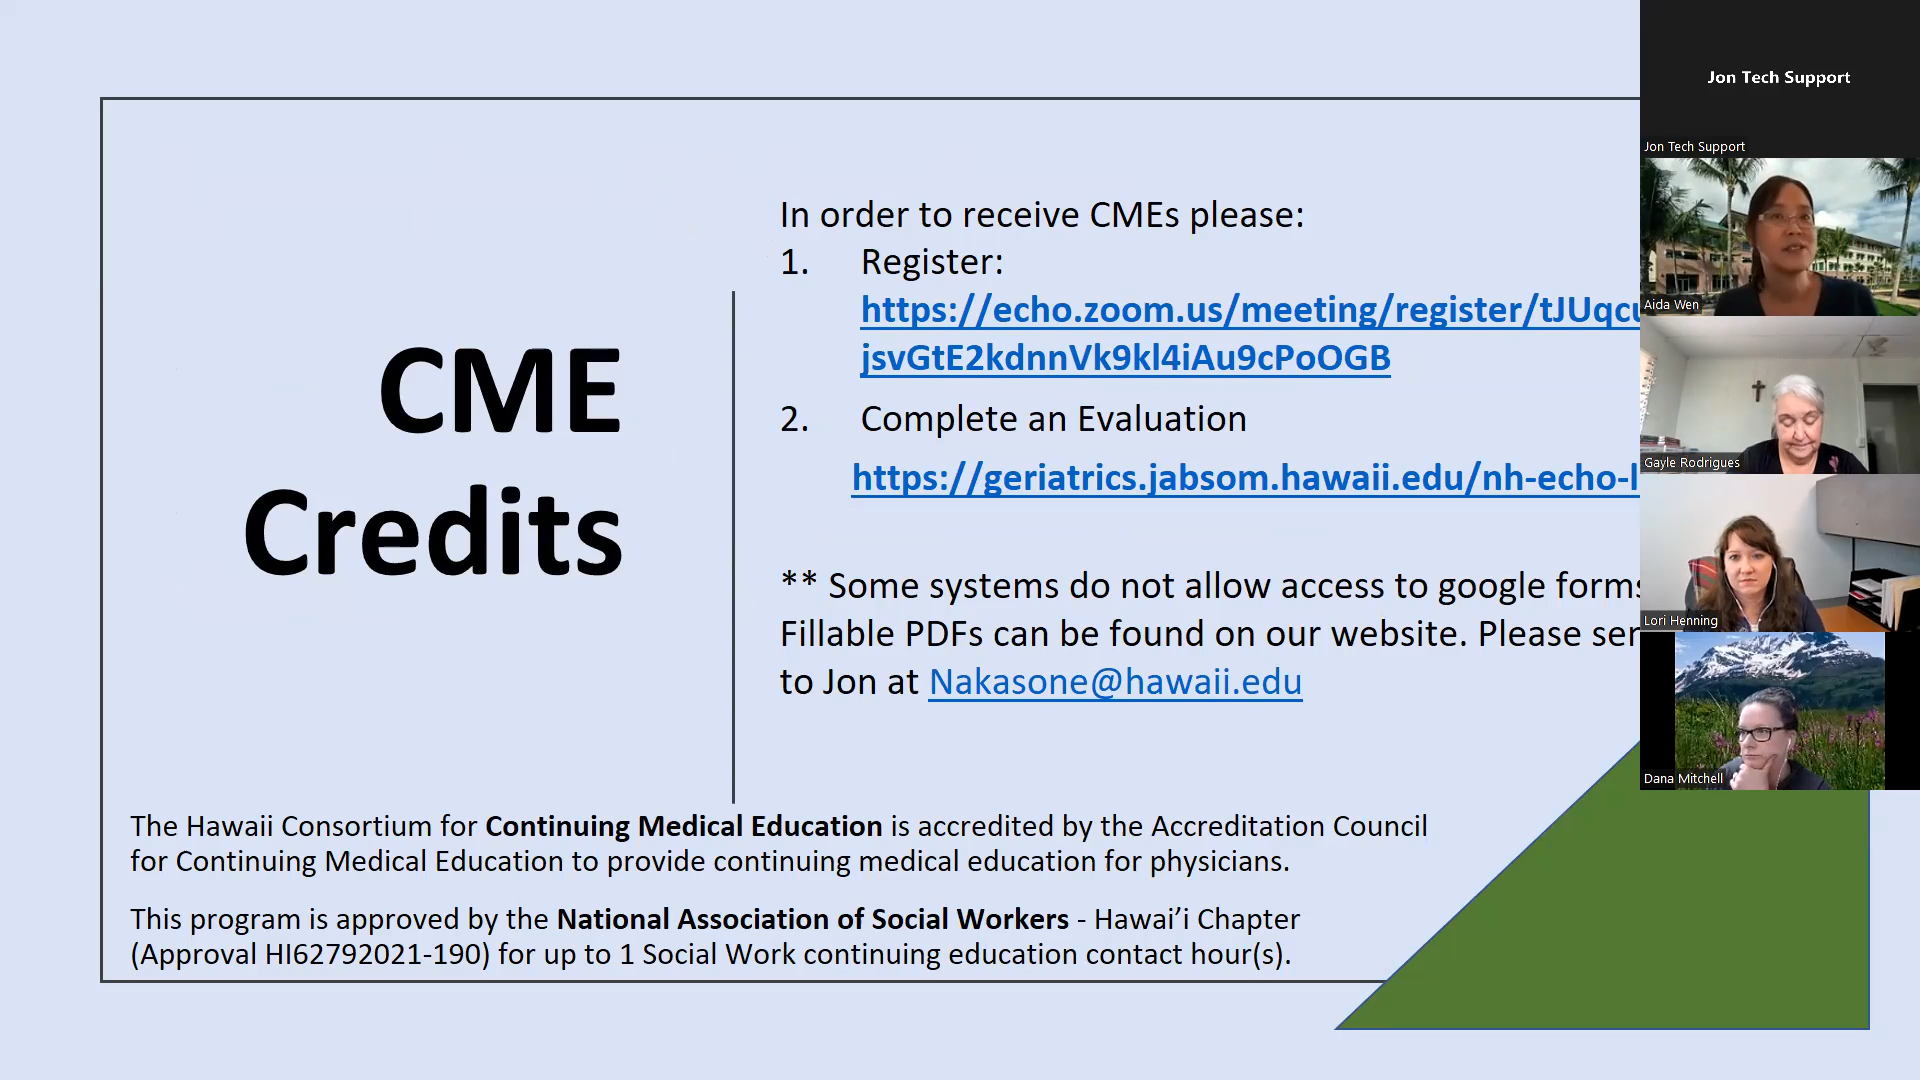 CME
Credits
In order to receive CMEs please:
1. Register:
https://echo.zoom.us/meeting/register/tJUqc
jsvGtE2kdnnVk9kl4iAu9cPoOGB
2. Complete an Evaluation
https://geriatrics.jabsom.hawaii.edu/nh-echo-
** Some systems do not allow access to google forms
Fillable PDFs can be found on our website. Please
to Jon at Nakasone@hawaii.edu
The Hawaii Consortium for Continuing Medical Education is accredited by the Accreditation Council
for Continuing Medical Education to provide continuing medical education for physicians.
This program is approved by the National Association of Social Workers - Hawai’i Chapter
(Approval HI62792021-190) for up to 1 Social Work continuing education contact hour(s).
Jon Tech Support
Jon Tech Support
Aida Wen
Gayle Rodrigues
Lori Henning
Dana Mitchell